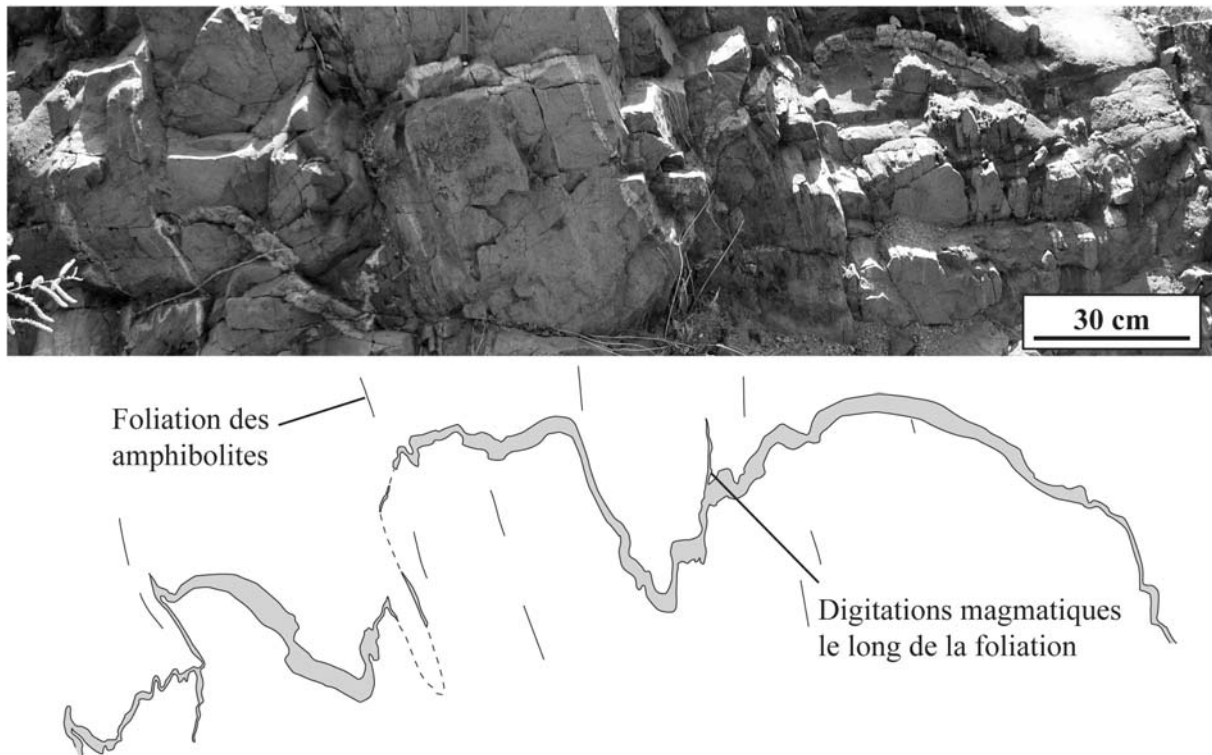 30 cm
Foliation des
amphibolites
Digitations magmatiques
le long de la foliation